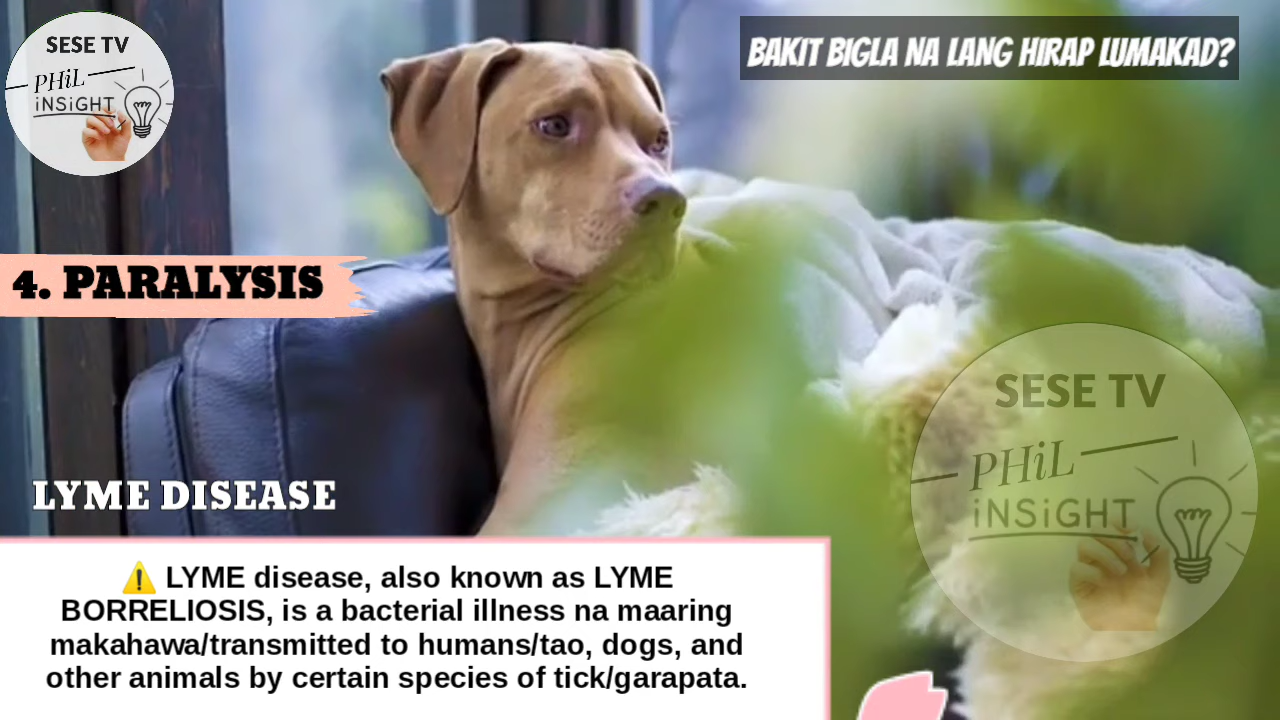 SESE TV
PHiL
iNSiGHT
BAKIT BIGLA NA LANG HIRAP LUMAKAD?
4. PARALYSIS
SESE TV
PHiL
iNSiGHT
LYME DISEASE
⚠️ LYME disease, also known as LYME
BORRELIOSIS, is a bacterial illness na maaring
makahawa/transmitted to humans/tao, dogs, and
other animals by certain species of tick/garapata.